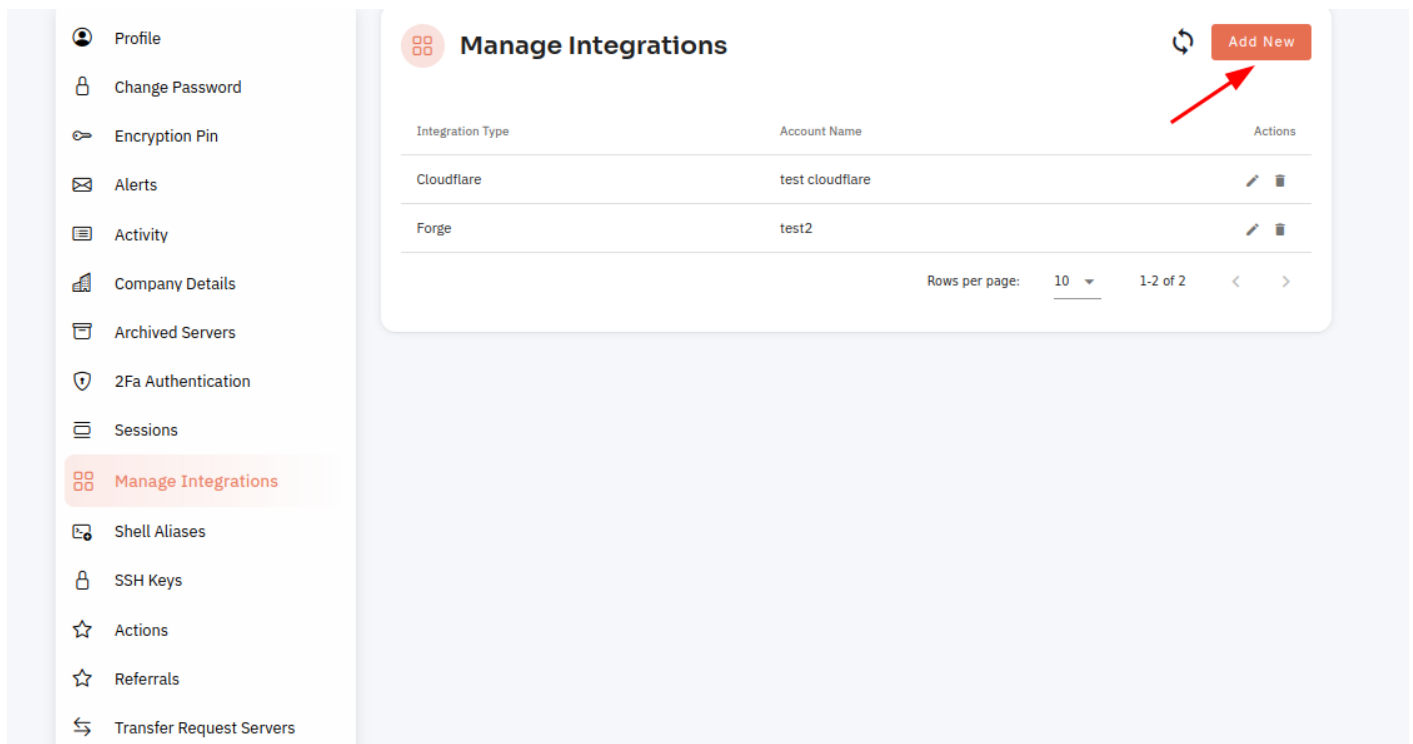 Profile
Change Password
Encryption Pin
Alerts
Activity
Company Details
Archived Servers
2Fa Authentication
Sessions
Manage Integrations
Shell Aliases
SSH Keys
Actions
Referrals
Transfer Request Servers
Manage Integrations
Add New
Integration Type Account Name Actions
Cloudflare test cloudflare
Forge test2
Rows per page: 10 1-2 of 2